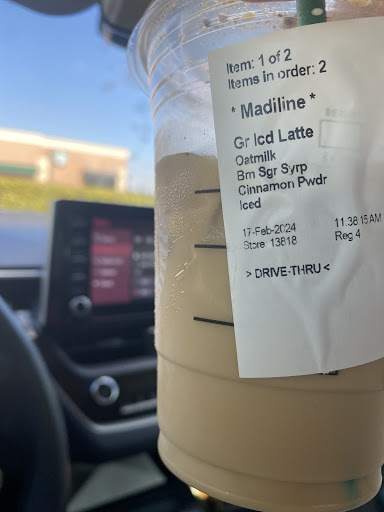 Item: 1 of 2
Items in order: 2
* Madiline *
Gr Icd Latte
Oatmilk
Brn Sgr Syrp
Cinnamon Pwdr
Iced
17-Feb-2024 11:38:15 AM
Store 13818 Reg 4
> DRIVE-THRU <